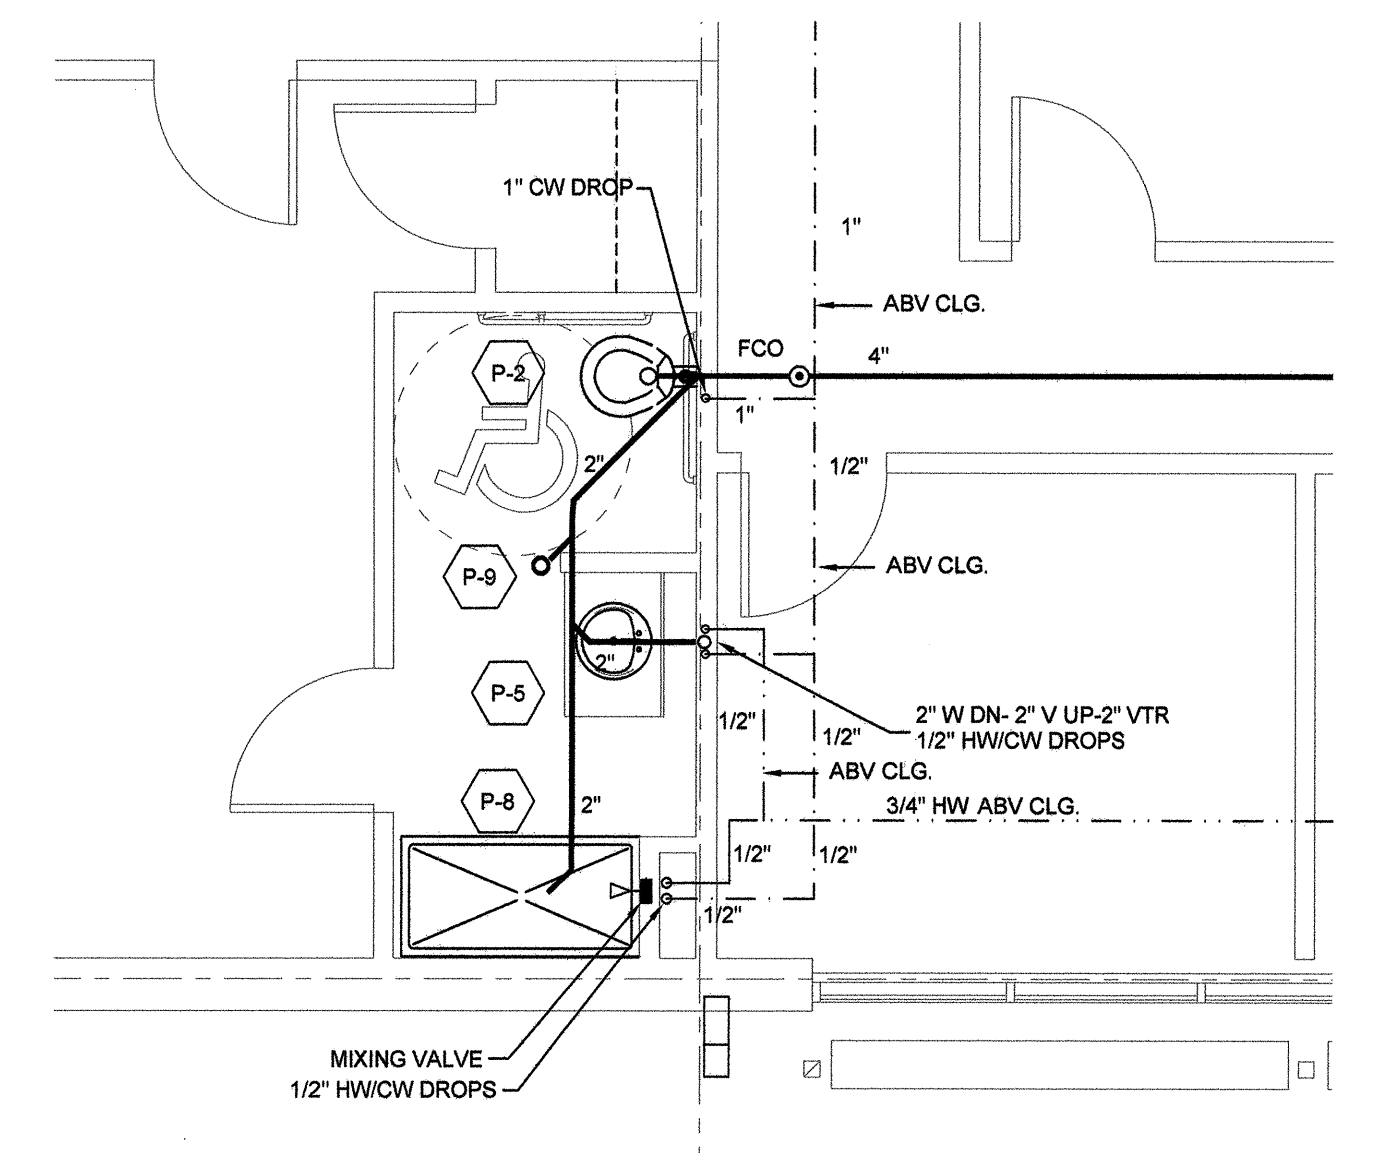 1" CW DROP
1"
ABV CLG.
FCO
4"
P-2
1"
2"
1/2"
P-9
ABV CLG.
2"
P-5
1/2"
2" W DN- 2" V UP-2" VTR
1/2" HW/CW DROPS
1/2"
ABV CLG.
P-8
2"
3/4" HW ABV CLG.
1/2"
1/2"
1/2"
MIXING VALVE
1/2" HW/CW DROPS